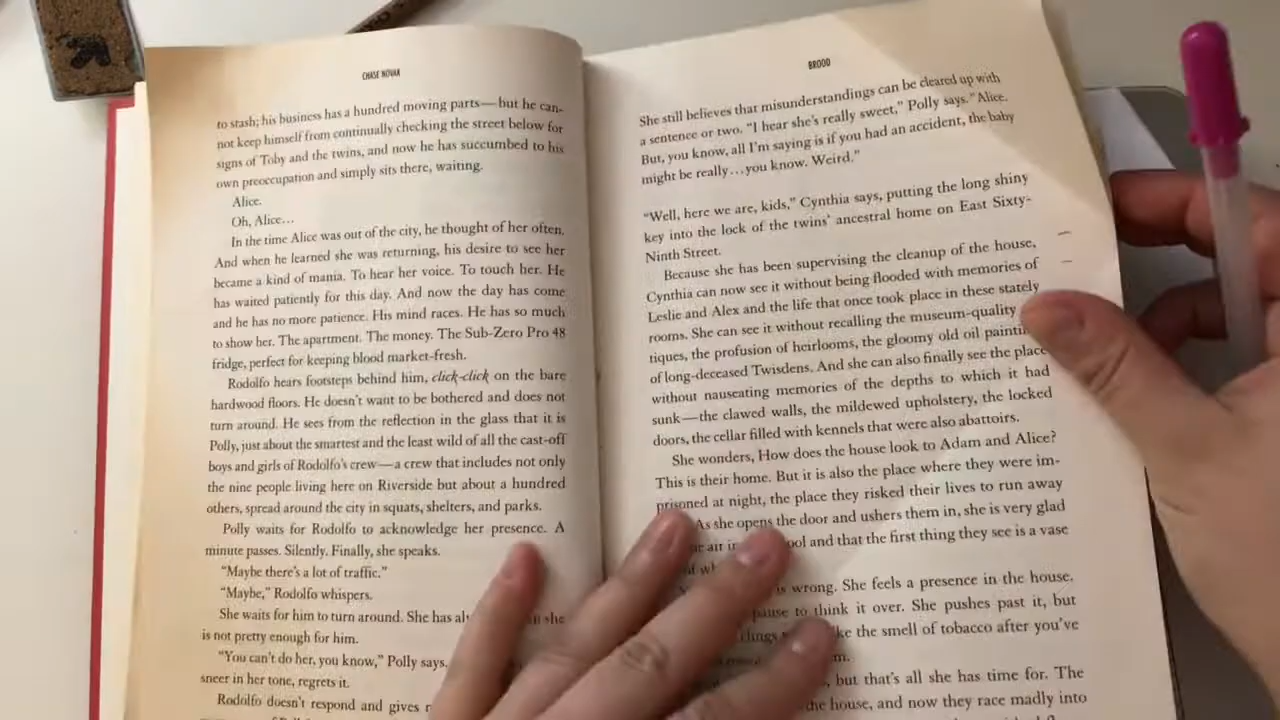 CHASE NOVAK
to stash; his business has a hundred moving parts—but he can-
not keep himself from continually checking the street below for
signs of Toby and the twins, and now he has succumbed to his
own preoccupation and simply sits there, waiting.
Alice.
Oh, Alice…
In the time Alice was out of the city, he thought of her often.
And when he learned she was returning, his desire to see her
became a kind of mania. To hear her voice. To touch her. He
has waited patiently for this day. And now the day has come
and he has no more patience. His mind races. He has so much
to show her. The apartment. The money. The Sub-Zero Pro 48
fridge, perfect for keeping blood market-fresh.
Rodolfo hears footsteps behind him, click-click on the bare
hardwood floors. He doesn't want to be bothered and does not
turn around. He sees from the reflection in the glass that it is
Polly, just about the smartest and the least wild of all the cast-off
boys and girls of Rodolfo's crew—a crew that includes not only
the nine people living here on Riverside but about a hundred
others, spread around the city in squats, shelters, and parks.
Polly waits for Rodolfo to acknowledge her presence. A
minute passes. Silently. Finally, she speaks.
"Maybe there's a lot of traffic."
"Maybe," Rodolfo whispers.
She waits for him to turn around. She has she
is not pretty enough for him.
"You can't do her, you know," Polly says,
sneer in her tone, regrets it.
Rodolfo doesn't respond and gives
BROOD
She still believes that misunderstandings can be cleared up with
a sentence or two. "I hear she's really sweet," Polly says. "Alice.
But, you know, all I'm saying is if you had an accident, the baby
might be really…you know. Weird."
"Well, here we are, kids," Cynthia says, putting the long shiny
key into the lock of the twins' ancestral home on East Sixty-
Ninth Street.
Because she has been supervising the cleanup of the house,
Cynthia can now see it without being flooded with memories of
Leslie and Alex and the life that once took place in these stately
rooms. She can see it without recalling the museum-quality
tiques, the profusion of heirlooms, the gloomy old oil
of long-deceased Twisdens. And she can also finally see the place
without nauseating memories of the depths to which it had
sunk—the clawed walls, the mildewed upholstery, the locked
doors, the cellar filled with kennels that were also abattoirs.
She wonders, How does the house look to Adam and Alice?
This is their home. But it is also the place where they were im-
prisoned at night, the place they risked their lives to run away
As she opens the door and ushers them in, she is very glad
air and that the first thing they see is a vase
of
is wrong. She feels a presence in the house.
to think it over. She pushes past it, but
the smell of tobacco after you've
but that's all she has time for. The
the house, and now they race madly into